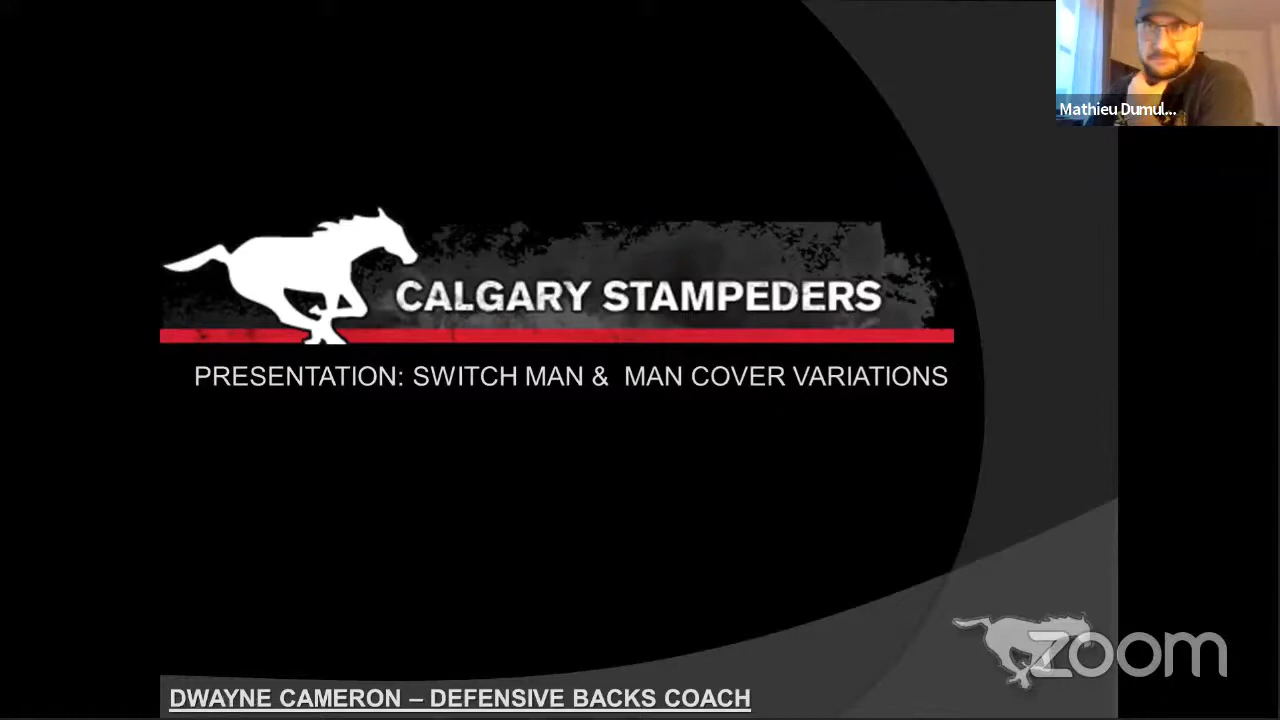 Mathieu Dumul...
CALGARY STAMPEDERS
PRESENTATION: SWITCH MAN & MAN COVER VARIATIONS
zoom
DWAYNE CAMERON – DEFENSIVE BACKS COACH